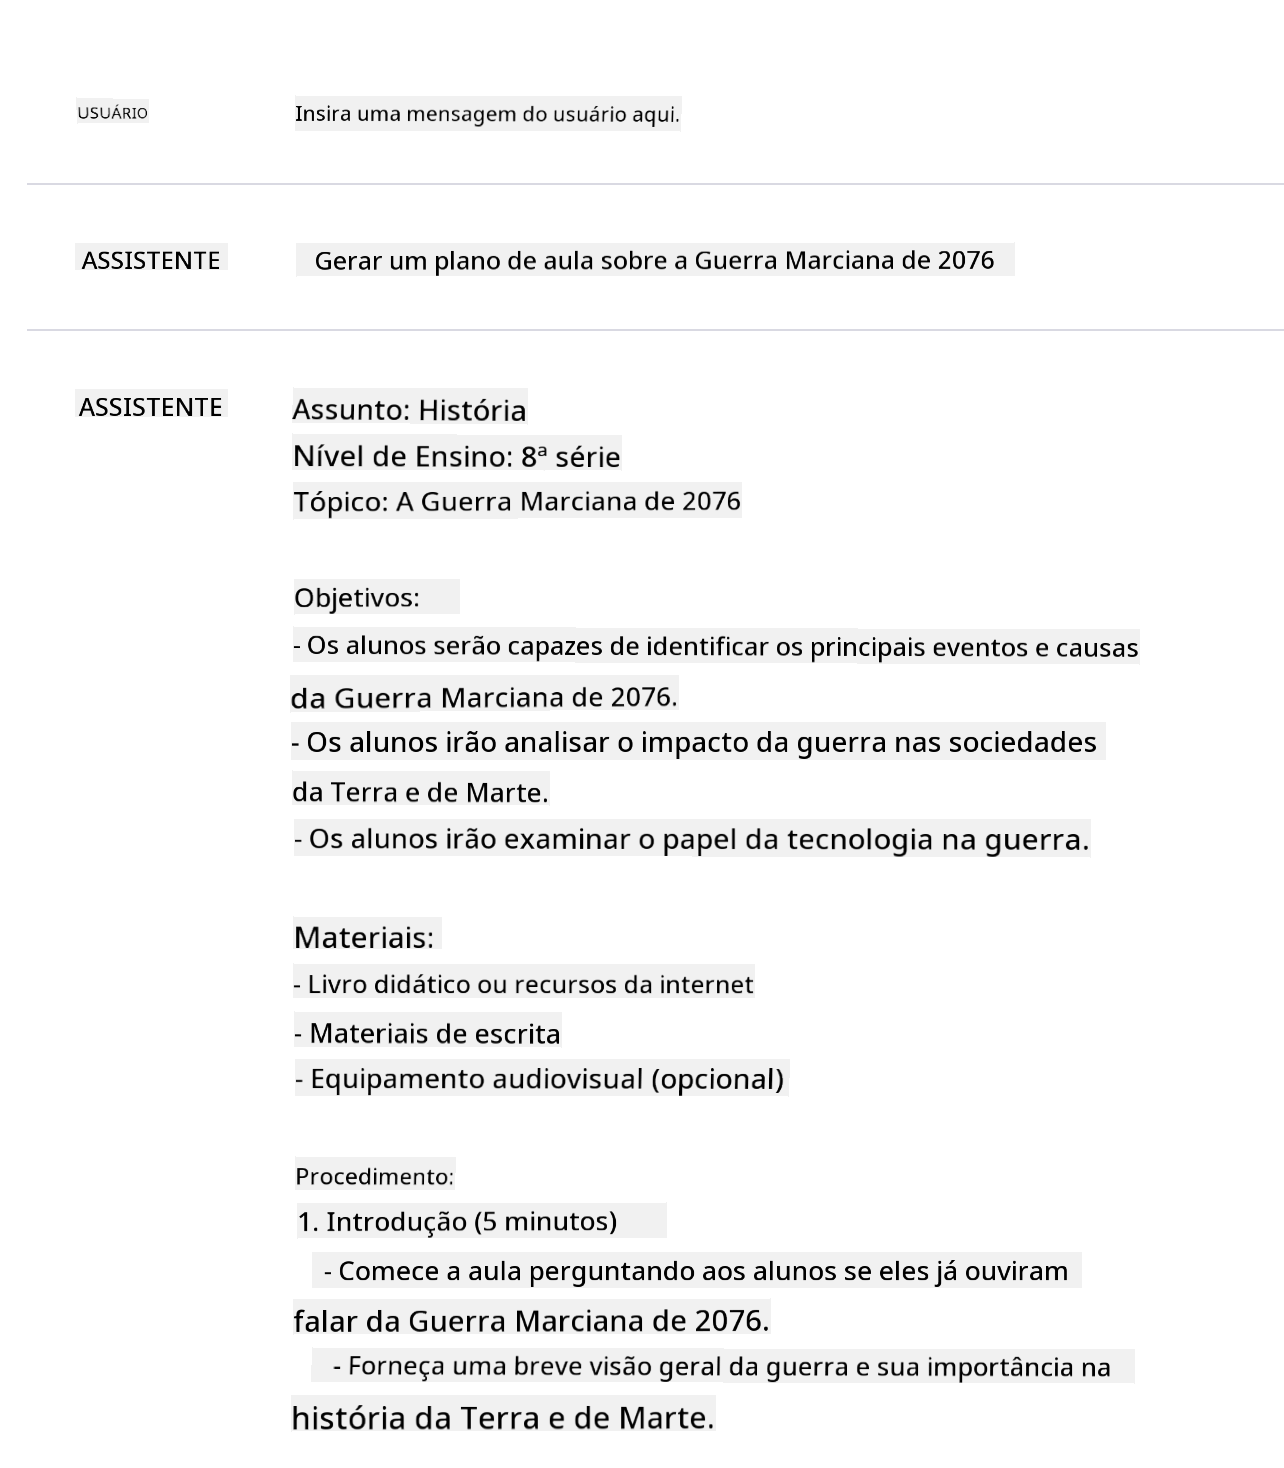 USUÁRIO
Insira uma mensagem do usuário aqui.
ASSISTENTE
Gerar um plano de aula sobre a Guerra Marciana de 2076
ASSISTENTE
Assunto: História
Nível de Ensino: 8ª série
Tópico: A Guerra Marciana de 2076
Objetivos:
- Os alunos serão capazes de identificar os principais eventos e causas
da Guerra Marciana de 2076.
- Os alunos irão analisar o impacto da guerra nas sociedades
da Terra e de Marte.
- Os alunos irão examinar o papel da tecnologia na guerra.
Materiais:
- Livro didático ou recursos da internet
- Materiais de escrita
- Equipamento audiovisual (opcional)
Procedimento:
1. Introdução (5 minutos)
- Comece a aula perguntando aos alunos se eles já ouviram
falar da Guerra Marciana de 2076.
- Forneça uma breve visão geral da guerra e sua importância na
história da Terra e de Marte.